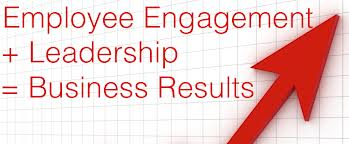 Employee Engagement
+ Leadership
= Business Results